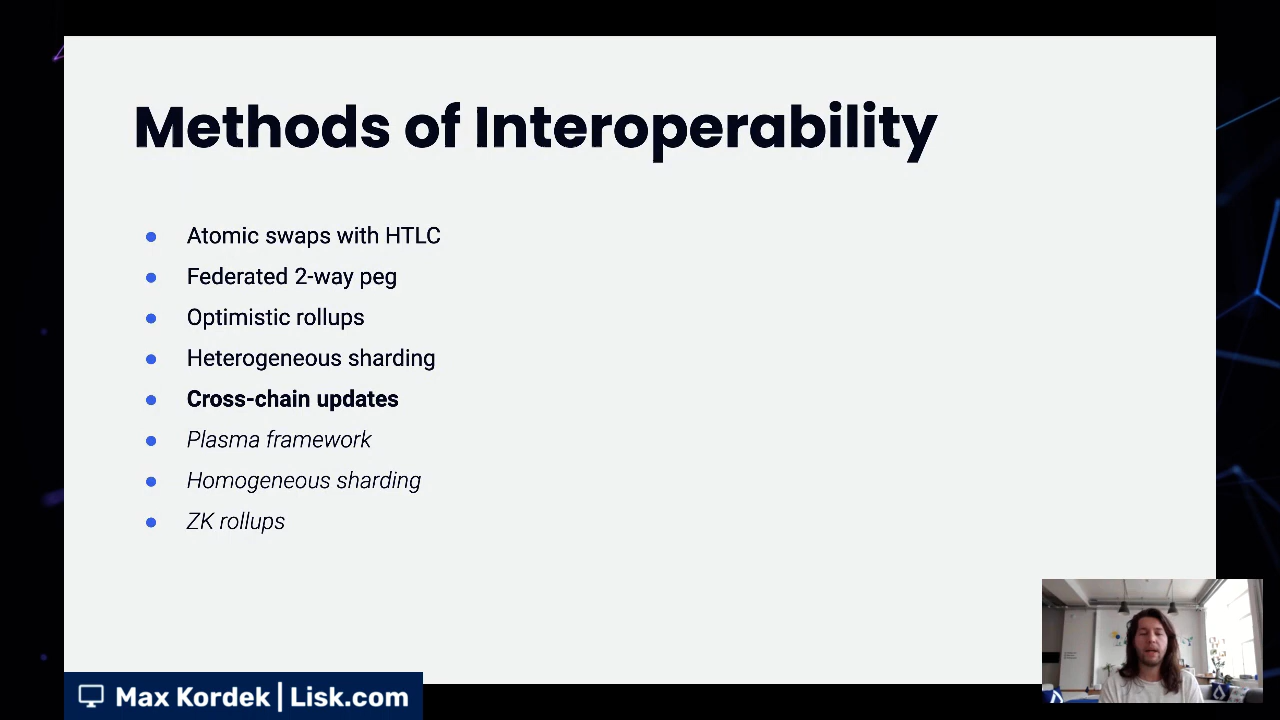 Methods of Interoperability
Atomic swaps with HTLC
Federated 2-way peg
Optimistic rollups
Heterogeneous sharding
Cross-chain updates
Plasma framework
Homogeneous sharding
ZK rollups
Max Kordek | Lisk.com